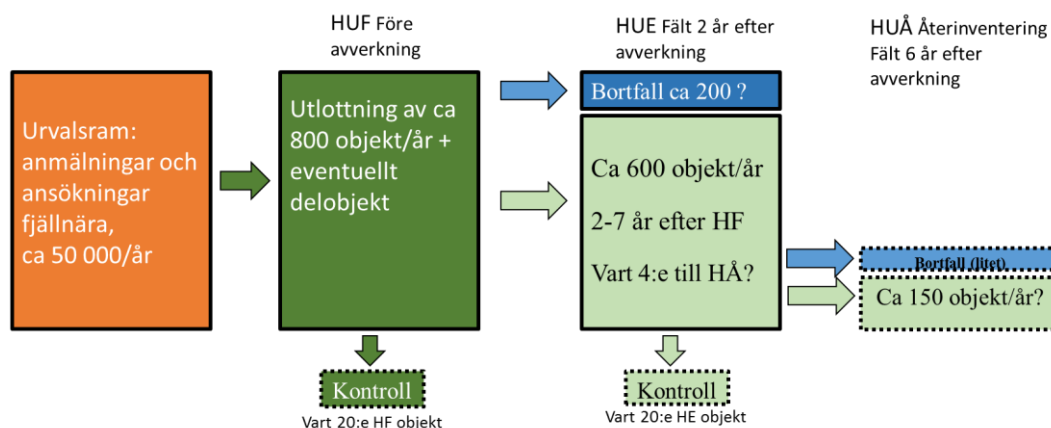 HUF Före
avverkning
HUE Fält 2 år efter
avverkning
HUÅ Återinventering
Fält 6 år efter
avverkning
Urvalsram:
anmälningar och
ansökningar
fjällnära,
ca 50 000/år
Utlottning av ca
800 objekt/år +
eventuellt
delobjekt
Bortfall ca 200 ?
Ca 600 objekt/år
2-7 år efter HF
Vart 4:e till HÅ?
Bortfall (litet)
Ca 150 objekt/år?
Kontroll
Vart 20:e HF objekt
Kontroll
Vart 20:e HE objekt